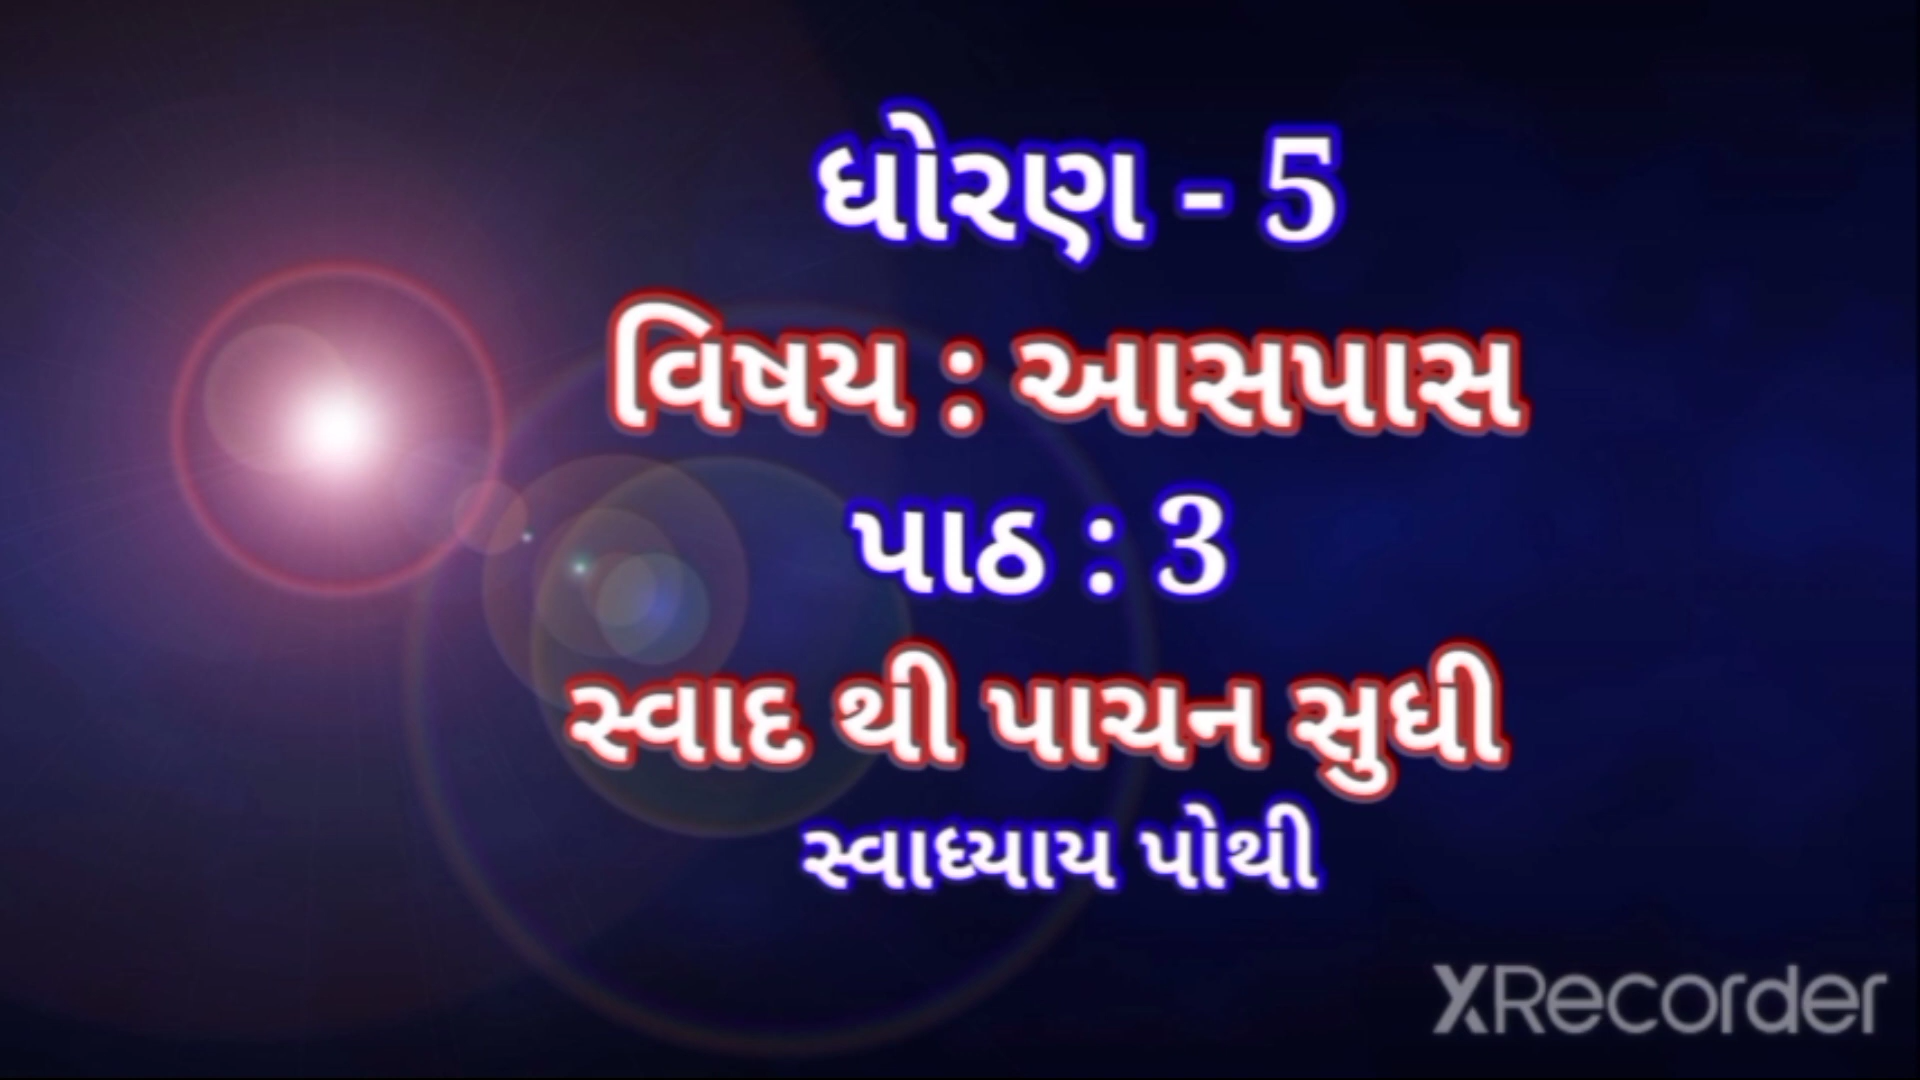 ધોરણ - 5
વિષય : આસપાસ
પાઠ : 3
સ્વાદ થી પાચન સુધી
સ્વાધ્યાય પોથી
XRecorder